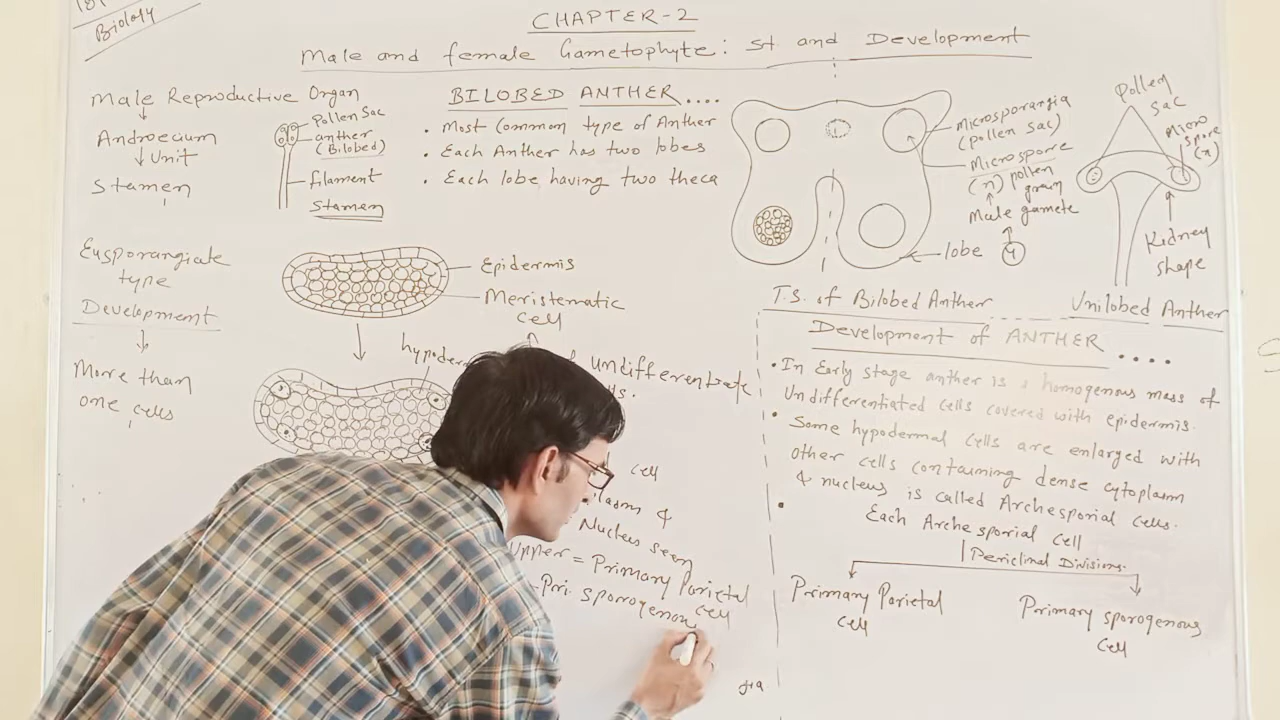 Biology
CHAPTER-2
Male and female Gametophyte: st and Development
Male Reproductive Organ
Androecium
Unit
Stamen
Pollen Sac
anther
(Bilobed)
filament
Stamen
BILOBED ANTHER....
• Most Common type of Anther
• Each Anther has two lobes
• Each lobe having two theca
Microsporangia
(pollen sac)
Microspore
(n) pollen
grain
Male gamete
lobe
T.S. of Bilobed Anther
Pollen
Sac
Micro
spore
(n)
Kidney
shape
Unilobed Anther
Eusporangiate
type
Development
More than
one cells
Epidermis
Meristematic
cell
undifferentiate
cell
Nucleus seen
Upper = Primary Parietal
cell
Pri. sporogenou
Development of ANTHER ....
• In Early stage anther is a homogenous mass of
Undifferentiated cells covered with epidermis.
• Some hypodermal cells are enlarged with
other cells containing dense cytoplasm
& nucleus is called Archesporial cells.
• Each Archesporial cell
Periclinal Divisions.
Primary Parietal
cell
Primary sporogenous
cell